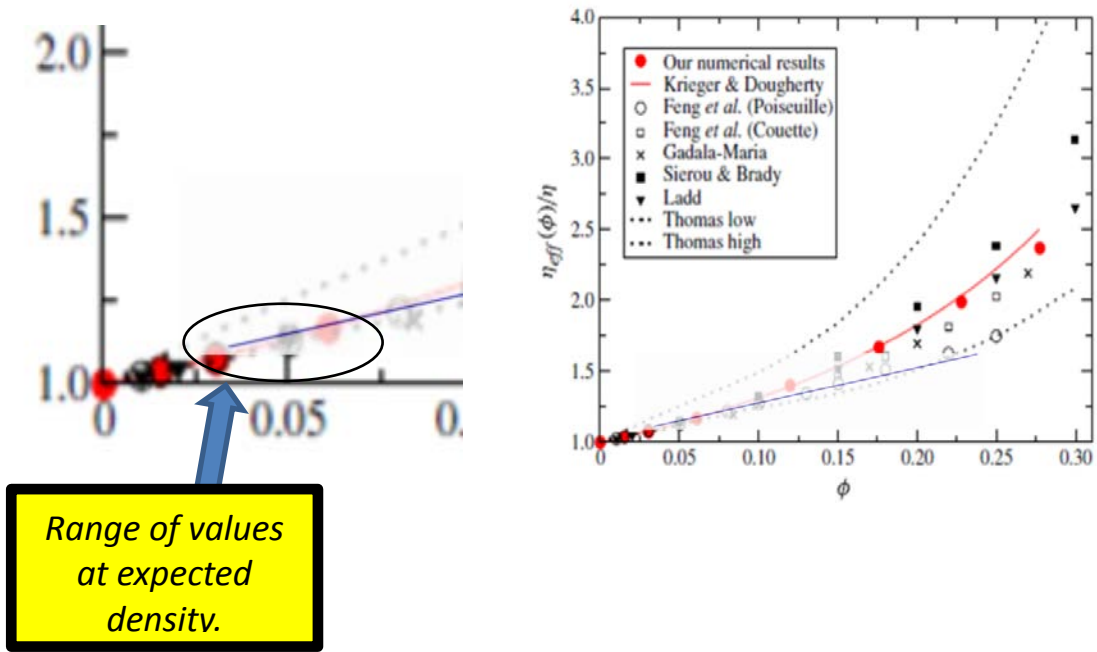 2.0
1.5
1.0
0
0.05
0.
Range of values
at expected
density.
4.0
3.5
3.0
2.5
2.0
1.5
1.0
η_eff(ϕ)/η
Our numerical results
Krieger & Dougherty
Feng et al. (Poiseuille)
Feng et al. (Couette)
Gadala-Maria
Sierou & Brady
Ladd
Thomas low
Thomas high
0 0.05 0.10 0.15 0.20 0.25 0.30
ϕ